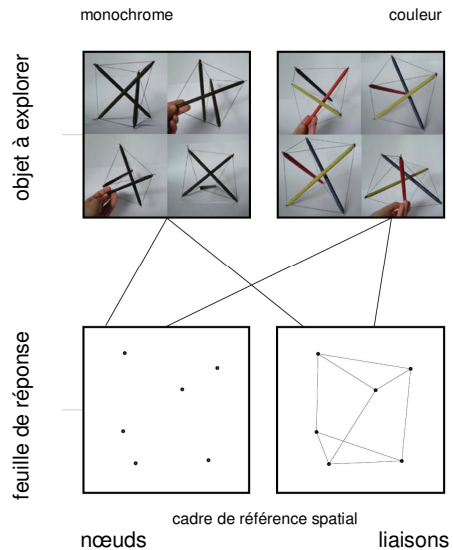 monochrome couleur
objet à explorer
feuille de réponse
cadre de référence spatial
nœuds liaisons